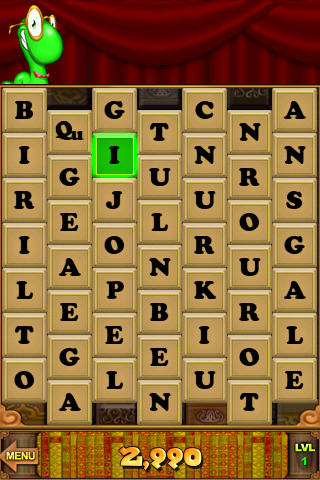 B G C A
Qu T N
I I N N
G U R
R J U S
E L O
I O R G
A N U
L P K A
E B R
T E I L
G E O
O L U E
A N T
MENU 2,990 LVL 1